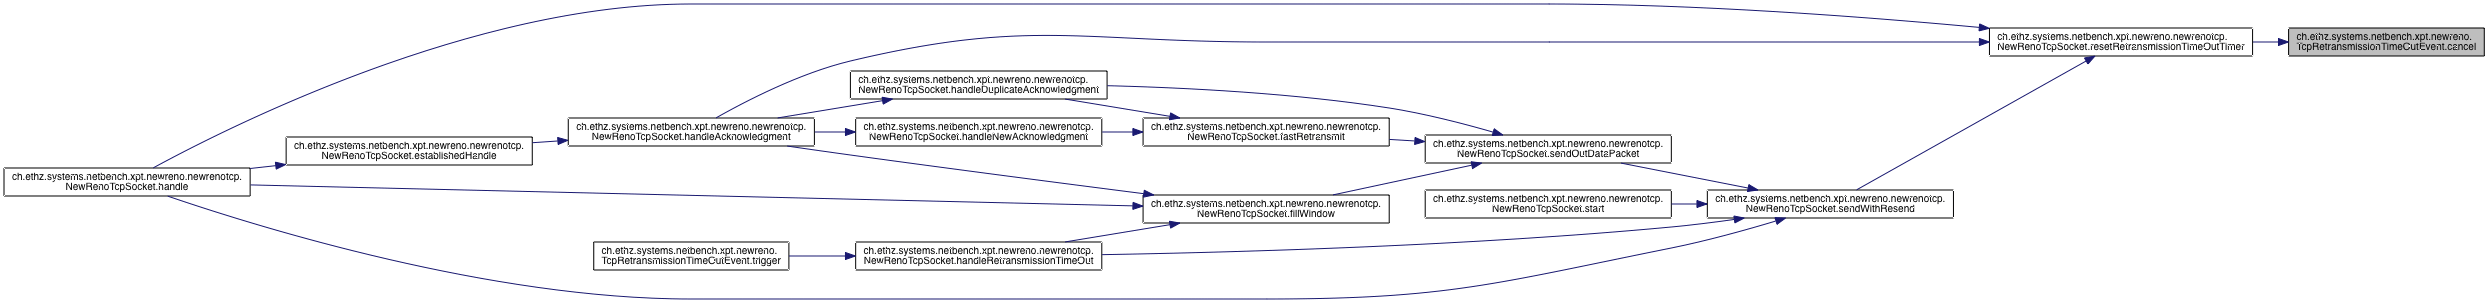 ch.ethz.systems.netbench.xpt.newreno.newrenotcp.
NewRenoTcpSocket.handle
ch.ethz.systems.netbench.xpt.newreno.newrenotcp.
NewRenoTcpSocket.establishedHandle
ch.ethz.systems.netbench.xpt.newreno.newrenotcp.
NewRenoTcpSocket.handleAcknowledgment
ch.ethz.systems.netbench.xpt.newreno.
TcpRetransmissionTimeOutEvent.trigger
ch.ethz.systems.netbench.xpt.newreno.newrenotcp.
NewRenoTcpSocket.handleDuplicateAcknowledgment
ch.ethz.systems.netbench.xpt.newreno.newrenotcp.
NewRenoTcpSocket.handleNewAcknowledgment
ch.ethz.systems.netbench.xpt.newreno.newrenotcp.
NewRenoTcpSocket.handleRetransmissionTimeOut
ch.ethz.systems.netbench.xpt.newreno.newrenotcp.
NewRenoTcpSocket.fastRetransmit
ch.ethz.systems.netbench.xpt.newreno.newrenotcp.
NewRenoTcpSocket.fillWindow
ch.ethz.systems.netbench.xpt.newreno.newrenotcp.
NewRenoTcpSocket.sendOutDataPacket
ch.ethz.systems.netbench.xpt.newreno.newrenotcp.
NewRenoTcpSocket.start
ch.ethz.systems.netbench.xpt.newreno.newrenotcp.
NewRenoTcpSocket.sendWithResend
ch.ethz.systems.netbench.xpt.newreno.newrenotcp.
NewRenoTcpSocket.resetRetransmissionTimeOutTimer
ch.ethz.systems.netbench.xpt.newreno.
TcpRetransmissionTimeOutEvent.cancel